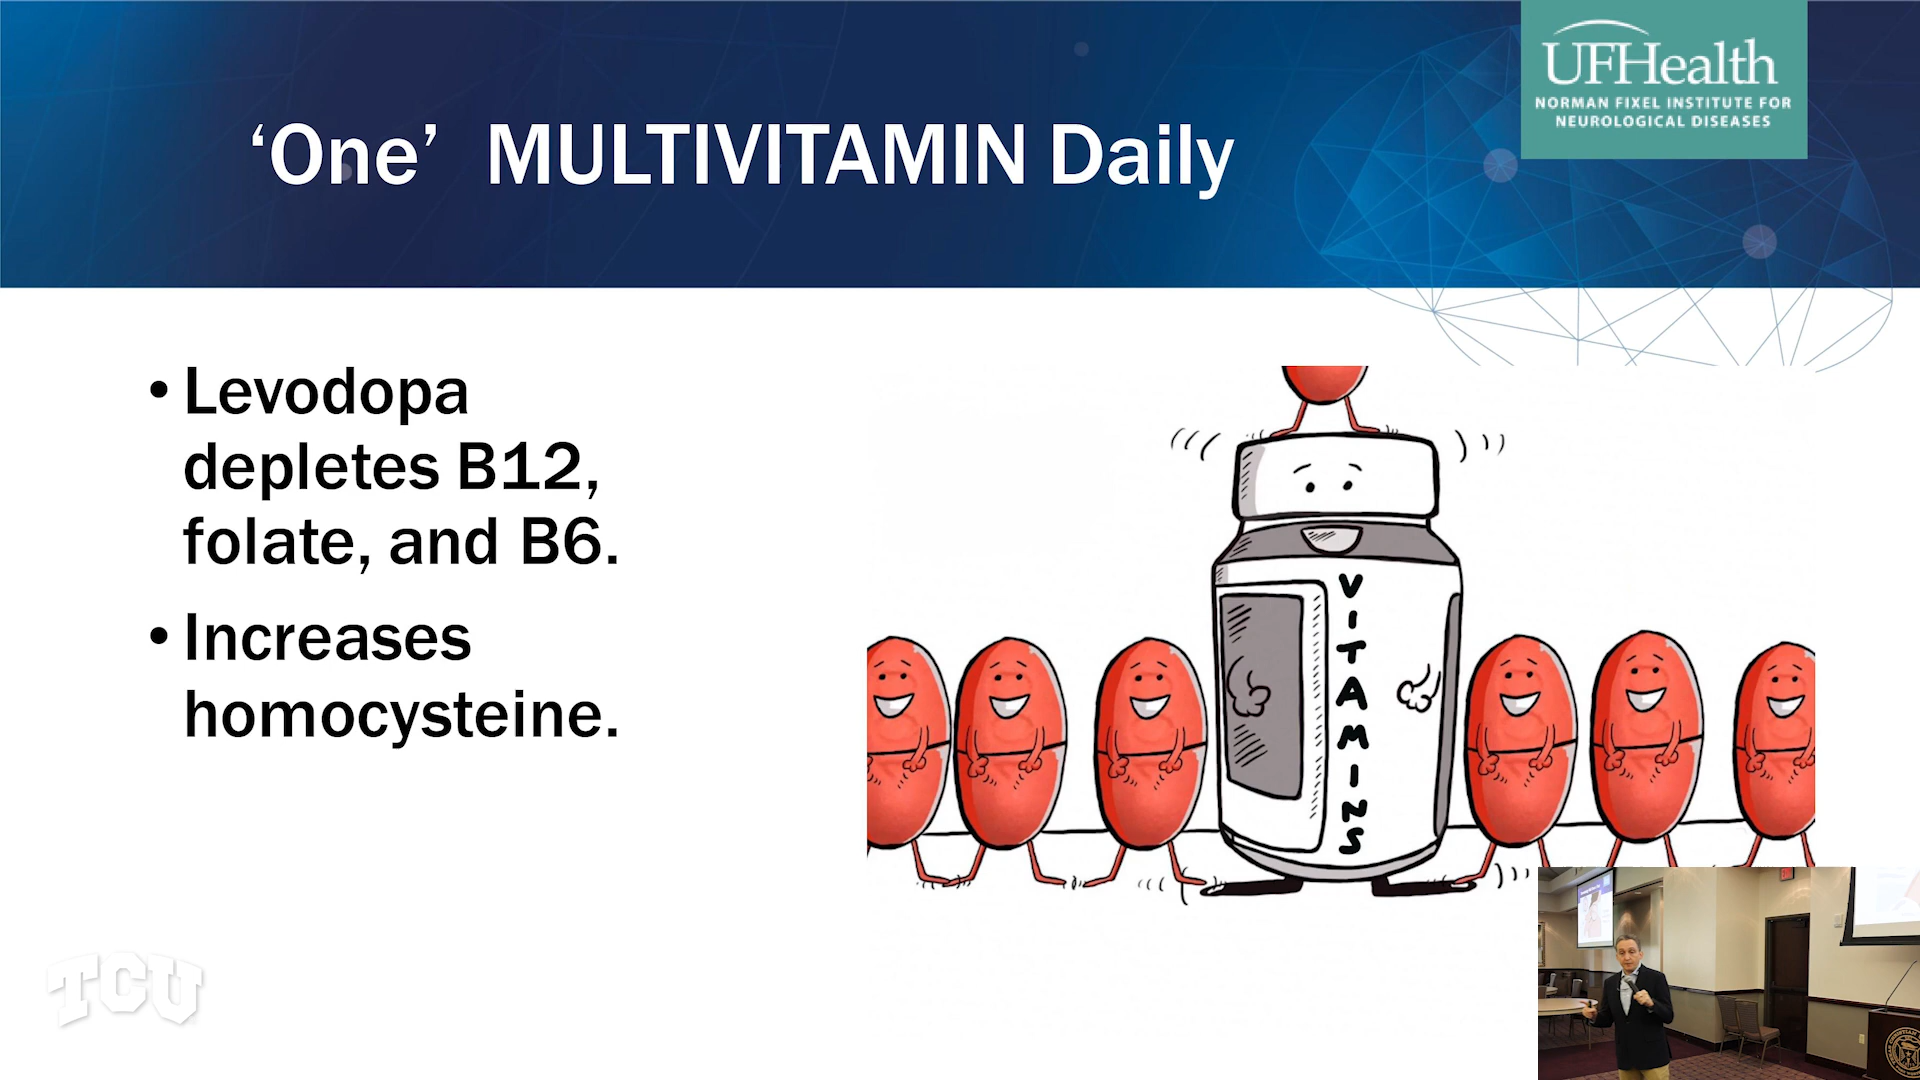 UFHealth
NORMAN FIXEL INSTITUTE FOR
NEUROLOGICAL DISEASES
‘One’ MULTIVITAMIN Daily
• Levodopa
depletes B12,
folate, and B6.
• Increases
homocysteine.
VITAMINS
TCU